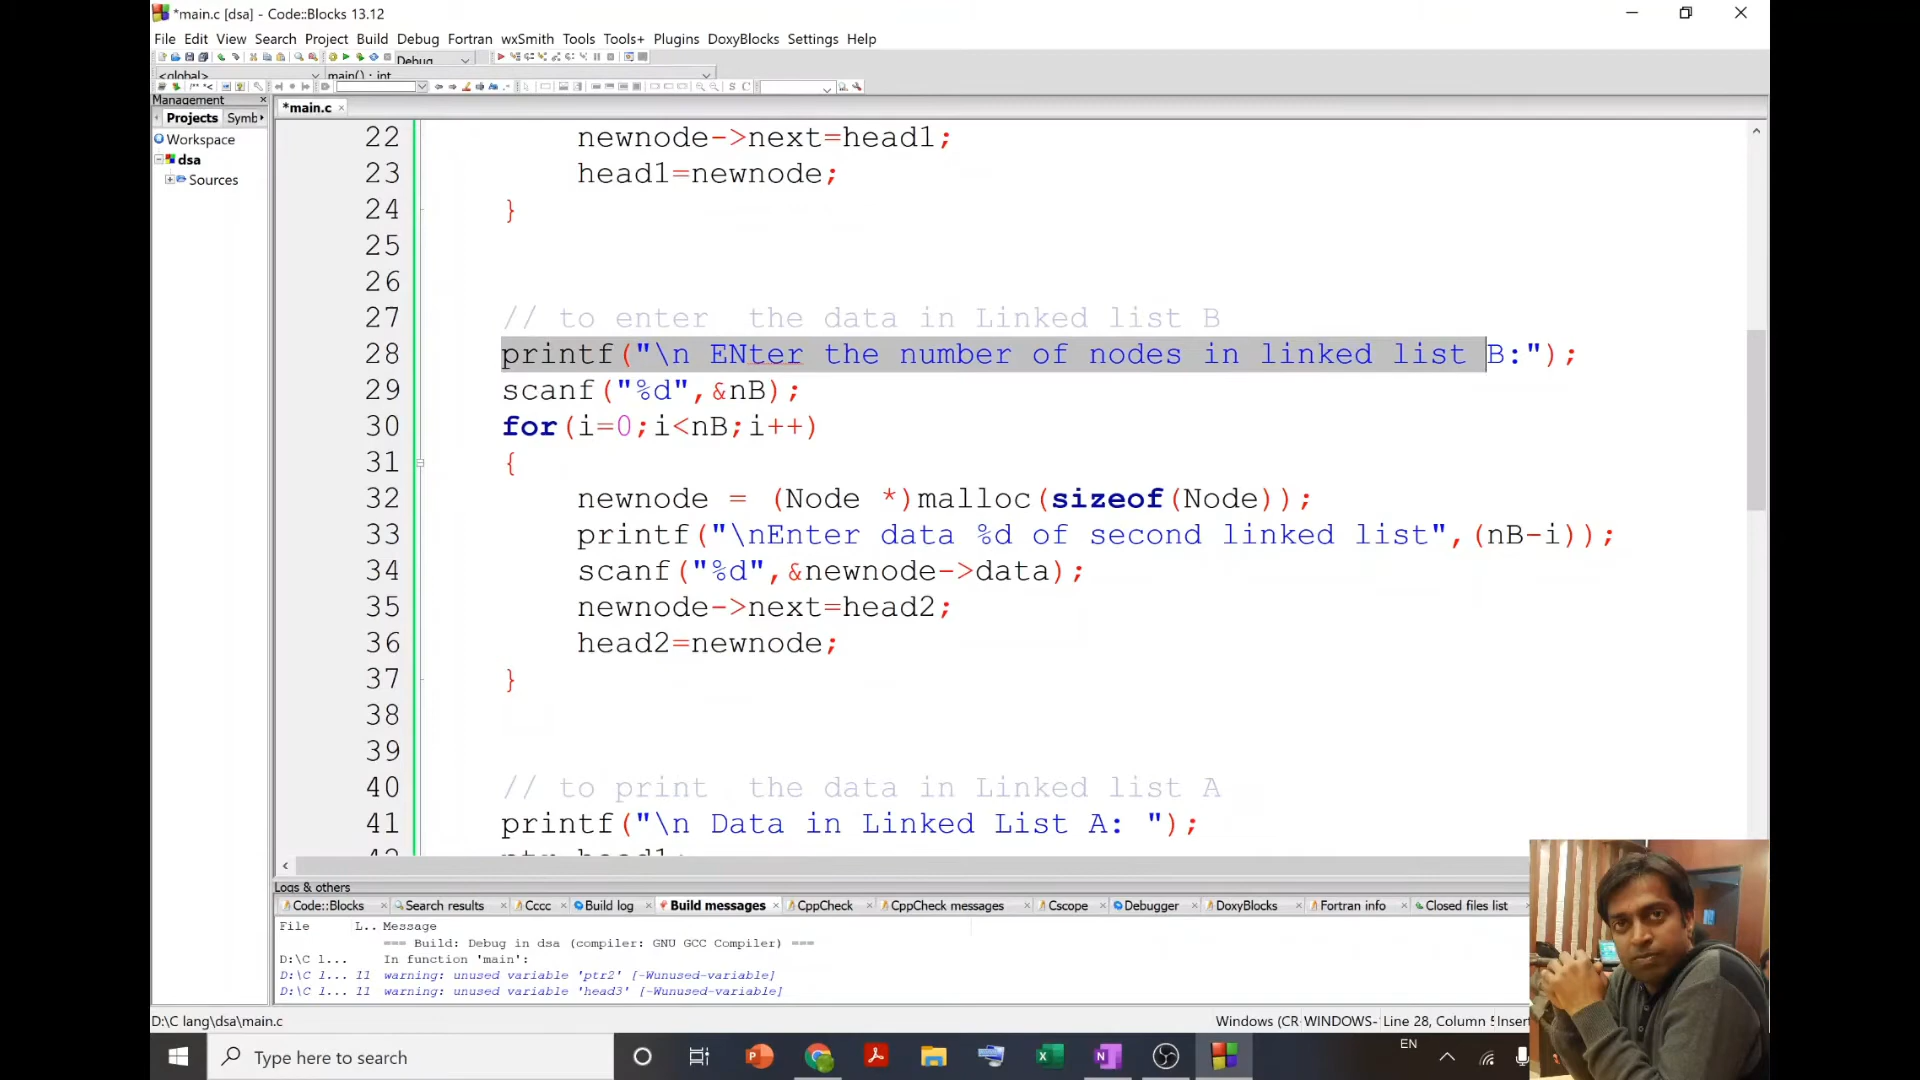 *main.c [dsa] - Code::Blocks 13.12
File Edit View Search Project Build Debug Fortran wxSmith Tools Tools+ Plugins DoxyBlocks Settings Help
Debug
<global> main() : int
S C
Management
*main.c
Projects Symb
Workspace
dsa
Sources
22 newnode->next=head1;
23 head1=newnode;
24 }
25
26
27 // to enter  the data in Linked list B
28 printf("\n ENter the number of nodes in linked list B:");
29 scanf("%d",&nB);
30 for(i=0;i<nB;i++)
31 {
32 newnode = (Node *)malloc(sizeof(Node));
33 printf("\nEnter data %d of second linked list",(nB-i));
34 scanf("%d",&newnode->data);
35 newnode->next=head2;
36 head2=newnode;
37 }
38
39
40 // to print  the data in Linked list A
41 printf("\n Data in Linked List A: ");
Logs & others
Code::Blocks Search results Cccc Build log Build messages CppCheck CppCheck messages Cscope Debugger DoxyBlocks Fortran info Closed files list
File L.. Message
=== Build: Debug in dsa (compiler: GNU GCC Compiler) ===
D:\C l... In function 'main':
D:\C l... 11 warning: unused variable 'ptr2' [-Wunused-variable]
D:\C l... 11 warning: unused variable 'head3' [-Wunused-variable]
D:\C lang\dsa\main.c Windows (CR WINDOWS- Line 28, Column Insert
Type here to search
EN